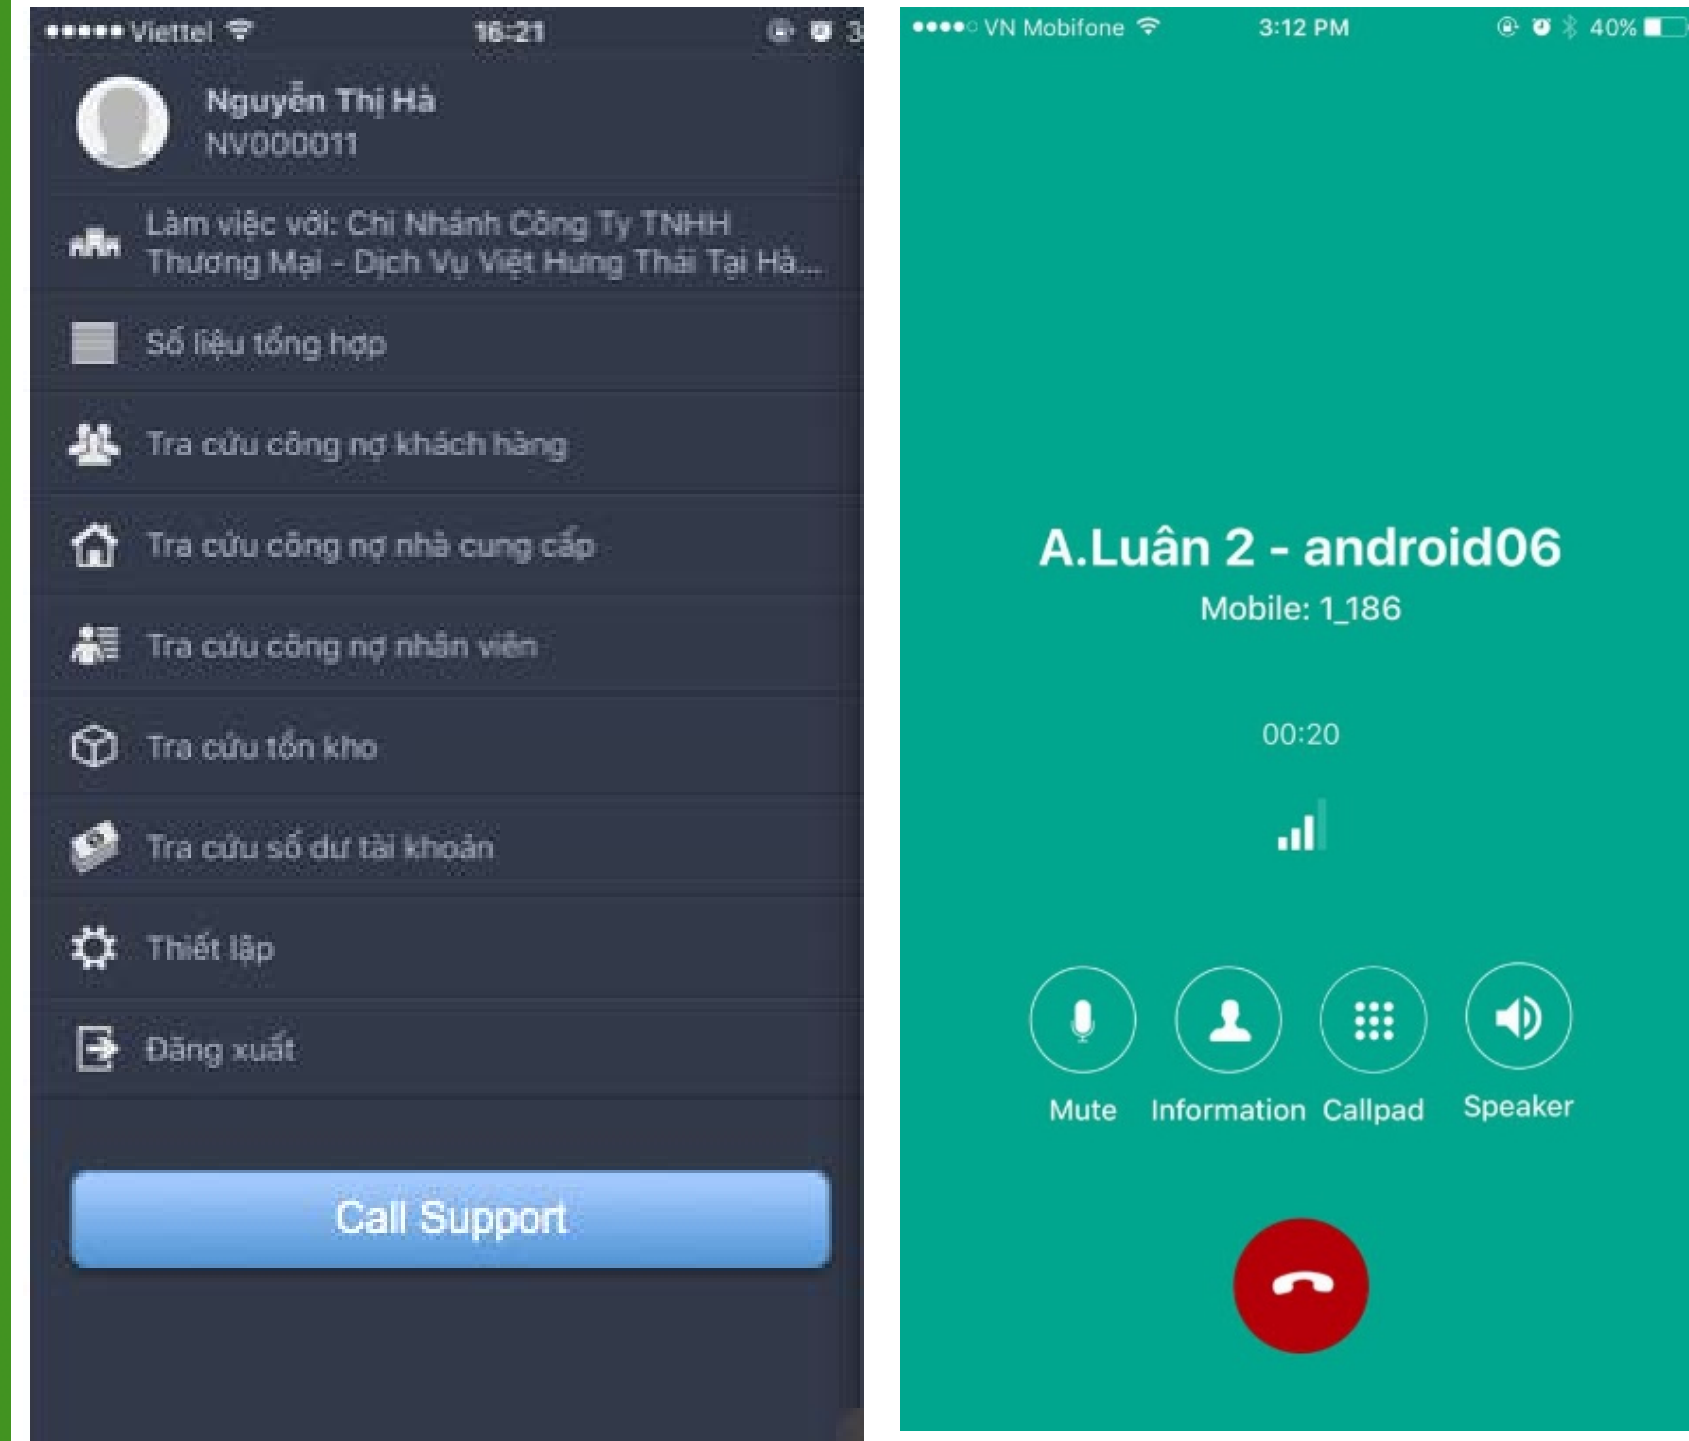 Viettel
16:21
3
Nguyễn Thị Hà
NV000011
Làm việc với: Chi Nhánh Công Ty TNHH
Thương Mại - Dịch Vụ Việt Hưng Thái Tại Hà...
Số liệu tổng hợp
Tra cứu công nợ khách hàng
Tra cứu công nợ nhà cung cấp
Tra cứu công nợ nhân viên
Tra cứu tồn kho
Tra cứu số dư tài khoản
Thiết lập
Đăng xuất
Call Support
VN Mobifone
3:12 PM
40%
A.Luân 2 - android06
Mobile: 1_186
00:20
Mute
Information
Callpad
Speaker